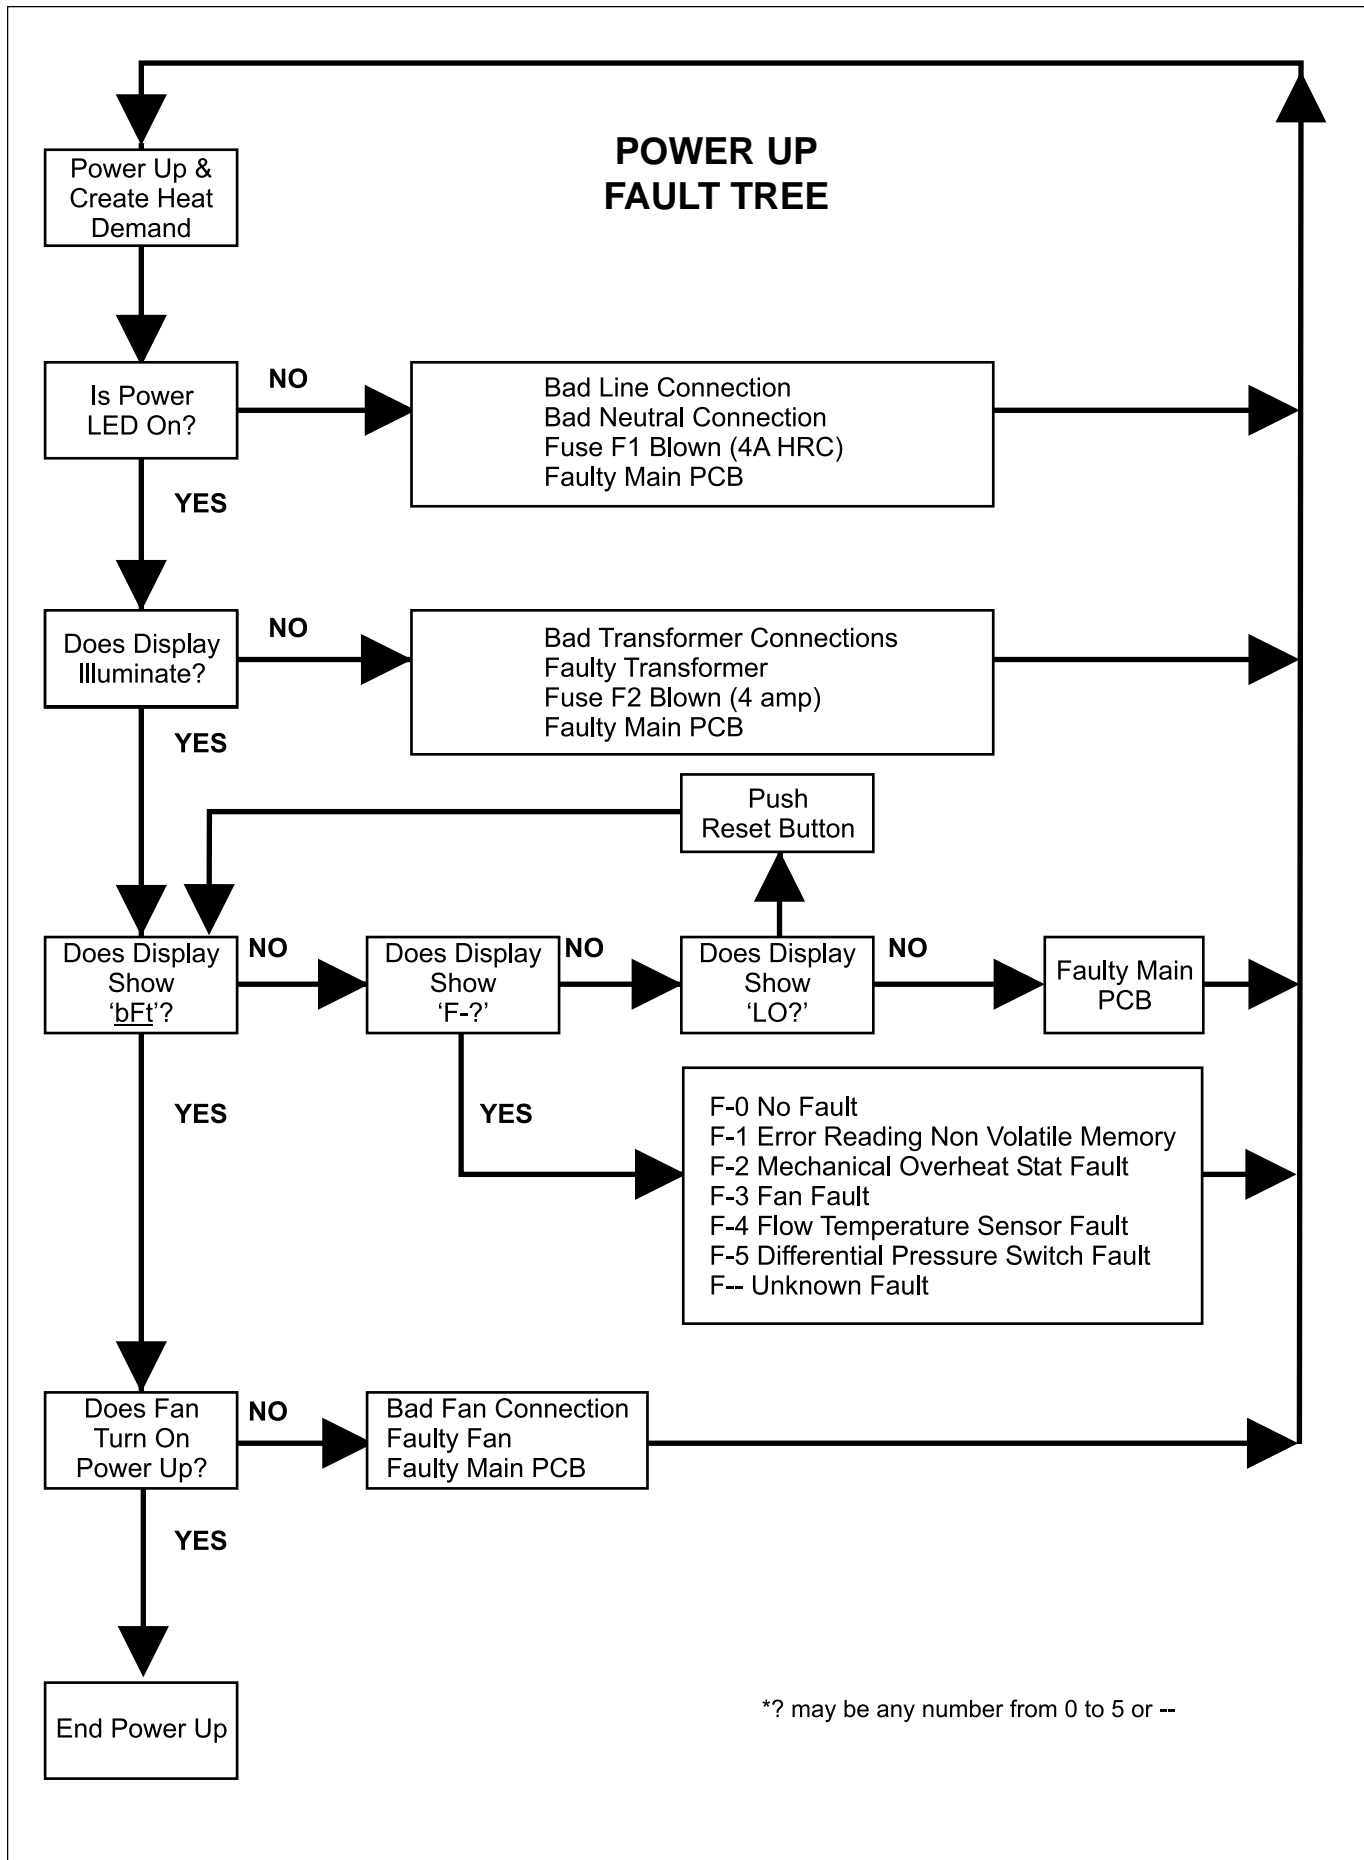 POWER UP
FAULT TREE
Power Up &
Create Heat
Demand
Is Power
LED On?
NO
Bad Line Connection
Bad Neutral Connection
Fuse F1 Blown (4A HRC)
Faulty Main PCB
YES
Does Display
Illuminate?
NO
Bad Transformer Connections
Faulty Transformer
Fuse F2 Blown (4 amp)
Faulty Main PCB
YES
Push
Reset Button
Does Display
Show
‘bFt’?
NO
Does Display
Show
‘F-?’
NO
Does Display
Show
‘LO?’
NO
Faulty Main
PCB
YES
YES
F-0 No Fault
F-1 Error Reading Non Volatile Memory
F-2 Mechanical Overheat Stat Fault
F-3 Fan Fault
F-4 Flow Temperature Sensor Fault
F-5 Differential Pressure Switch Fault
F-- Unknown Fault
Does Fan
Turn On
Power Up?
NO
Bad Fan Connection
Faulty Fan
Faulty Main PCB
YES
End Power Up
*? may be any number from 0 to 5 or --